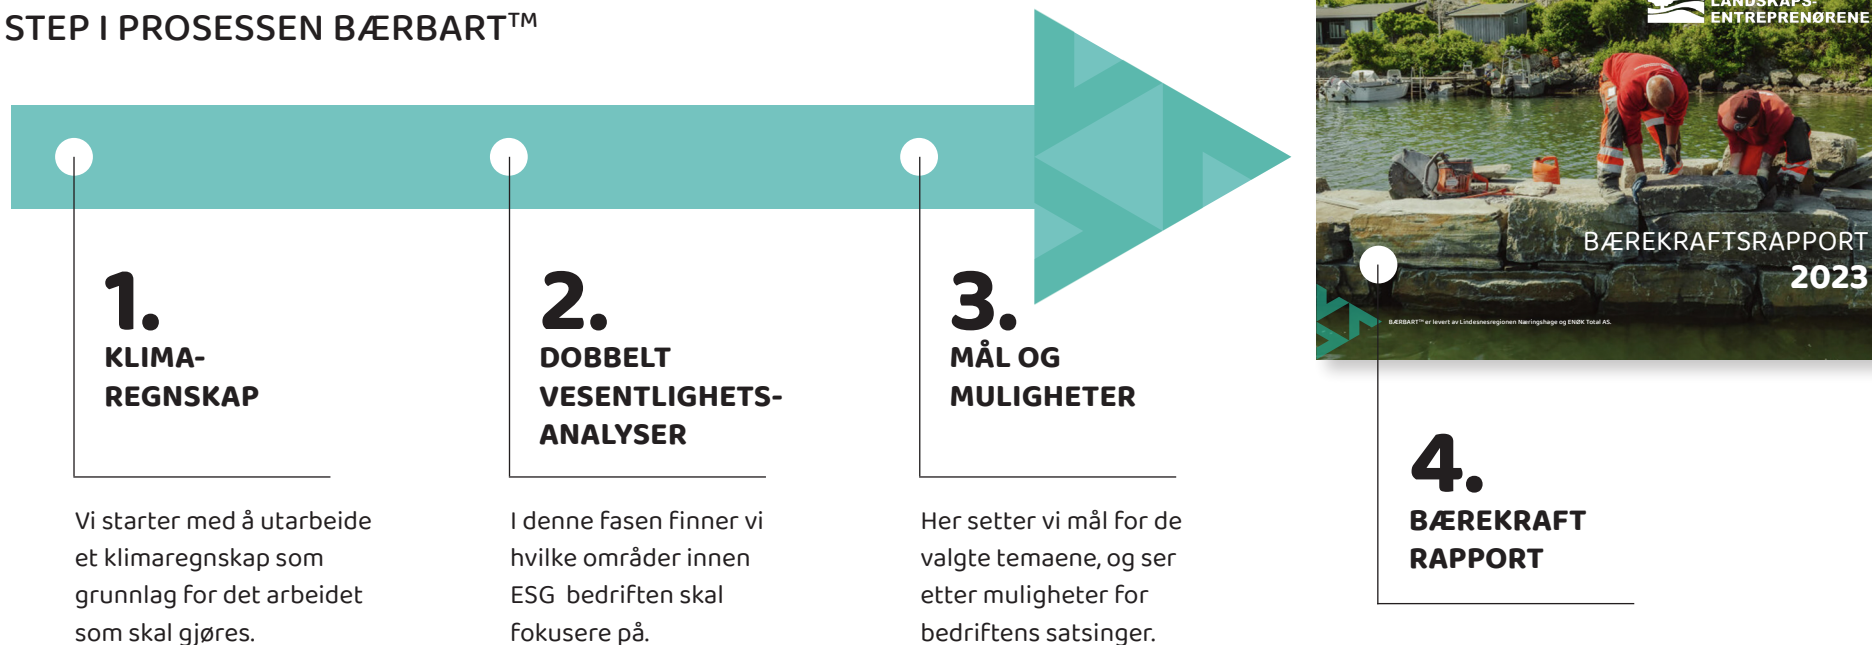 STEP I PROSESSEN BÆRBART™
1.
KLIMA-
REGNSKAP
Vi starter med å utarbeide
et klimaregnskap som
grunnlag for det arbeidet
som skal gjøres.
2.
DOBBELT
VESENTLIGHETS-
ANALYSER
I denne fasen finner vi
hvilke områder innen
ESG bedriften skal
fokusere på.
3.
MÅL OG
MULIGHETER
Her setter vi mål for de
valgte temaene, og ser
etter muligheter for
bedriftens satsinger.
LANDSKAPS-
ENTREPRENØRENE
BÆREKRAFTSRAPPORT
2023
BÆRBART™ er levert av Lindesnesregionen Næringshage og ENØK Total AS.
4.
BÆREKRAFT
RAPPORT